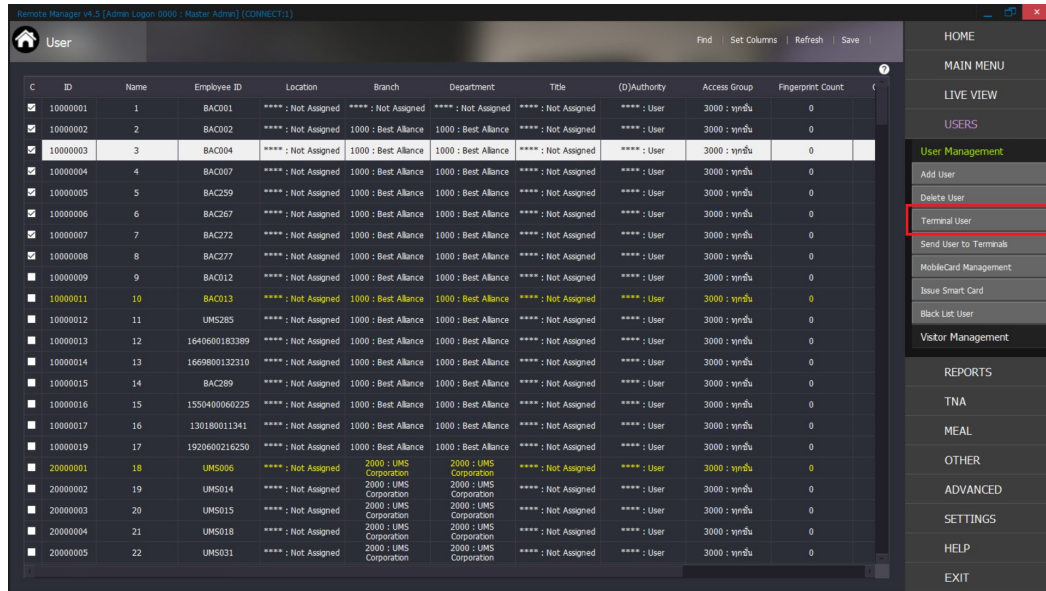 Remote Manager v4.5 [Admin Logon 0000 : Master Admin] (CONNECT:1)
User
Find | Set Columns | Refresh | Save |
?
C ID Name Employee ID Location Branch Department Title (D)Authority Access Group Fingerprint Count
10000001 1 BAC001 **** : Not Assigned **** : Not Assigned **** : Not Assigned **** : Not Assigned **** : User 3000 : ทุกชั้น 0
10000002 2 BAC002 **** : Not Assigned 1000 : Best Alliance 1000 : Best Alliance **** : Not Assigned **** : User 3000 : ทุกชั้น 0
10000003 3 BAC004 **** : Not Assigned 1000 : Best Alliance 1000 : Best Alliance **** : Not Assigned **** : User 3000 : ทุกชั้น 0
10000004 4 BAC007 **** : Not Assigned 1000 : Best Alliance 1000 : Best Alliance **** : Not Assigned **** : User 3000 : ทุกชั้น 0
10000005 5 BAC259 **** : Not Assigned 1000 : Best Alliance 1000 : Best Alliance **** : Not Assigned **** : User 3000 : ทุกชั้น 0
10000006 6 BAC267 **** : Not Assigned 1000 : Best Alliance 1000 : Best Alliance **** : Not Assigned **** : User 3000 : ทุกชั้น 0
10000007 7 BAC272 **** : Not Assigned 1000 : Best Alliance 1000 : Best Alliance **** : Not Assigned **** : User 3000 : ทุกชั้น 0
10000008 8 BAC277 **** : Not Assigned 1000 : Best Alliance 1000 : Best Alliance **** : Not Assigned **** : User 3000 : ทุกชั้น 0
10000009 9 BAC012 **** : Not Assigned 1000 : Best Alliance 1000 : Best Alliance **** : Not Assigned **** : User 3000 : ทุกชั้น 0
10000011 10 BAC013 **** : Not Assigned 1000 : Best Alliance 1000 : Best Alliance **** : Not Assigned **** : User 3000 : ทุกชั้น 0
10000012 11 UMS285 **** : Not Assigned 1000 : Best Alliance 1000 : Best Alliance **** : Not Assigned **** : User 3000 : ทุกชั้น 0
10000013 12 1640600183389 **** : Not Assigned 1000 : Best Alliance 1000 : Best Alliance **** : Not Assigned **** : User 3000 : ทุกชั้น 0
10000014 13 1669800132310 **** : Not Assigned 1000 : Best Alliance 1000 : Best Alliance **** : Not Assigned **** : User 3000 : ทุกชั้น 0
10000015 14 BAC289 **** : Not Assigned 1000 : Best Alliance 1000 : Best Alliance **** : Not Assigned **** : User 3000 : ทุกชั้น 0
10000016 15 1550400060225 **** : Not Assigned 1000 : Best Alliance 1000 : Best Alliance **** : Not Assigned **** : User 3000 : ทุกชั้น 0
10000017 16 130180011341 **** : Not Assigned 1000 : Best Alliance 1000 : Best Alliance **** : Not Assigned **** : User 3000 : ทุกชั้น 0
10000019 17 1920600216250 **** : Not Assigned 1000 : Best Alliance 1000 : Best Alliance **** : Not Assigned **** : User 3000 : ทุกชั้น 0
20000001 18 UMS006 **** : Not Assigned 2000 : UMS Corporation 2000 : UMS Corporation **** : Not Assigned **** : User 3000 : ทุกชั้น 0
20000002 19 UMS014 **** : Not Assigned 2000 : UMS Corporation 2000 : UMS Corporation **** : Not Assigned **** : User 3000 : ทุกชั้น 0
20000003 20 UMS015 **** : Not Assigned 2000 : UMS Corporation 2000 : UMS Corporation **** : Not Assigned **** : User 3000 : ทุกชั้น 0
20000004 21 UMS018 **** : Not Assigned 2000 : UMS Corporation 2000 : UMS Corporation **** : Not Assigned **** : User 3000 : ทุกชั้น 0
20000005 22 UMS031 **** : Not Assigned 2000 : UMS Corporation 2000 : UMS Corporation **** : Not Assigned **** : User 3000 : ทุกชั้น 0
HOME
MAIN MENU
LIVE VIEW
USERS
User Management
Add User
Delete User
Terminal User
Send User to Terminals
MobileCard Management
Issue Smart Card
Black List User
Visitor Management
REPORTS
TNA
MEAL
OTHER
ADVANCED
SETTINGS
HELP
EXIT